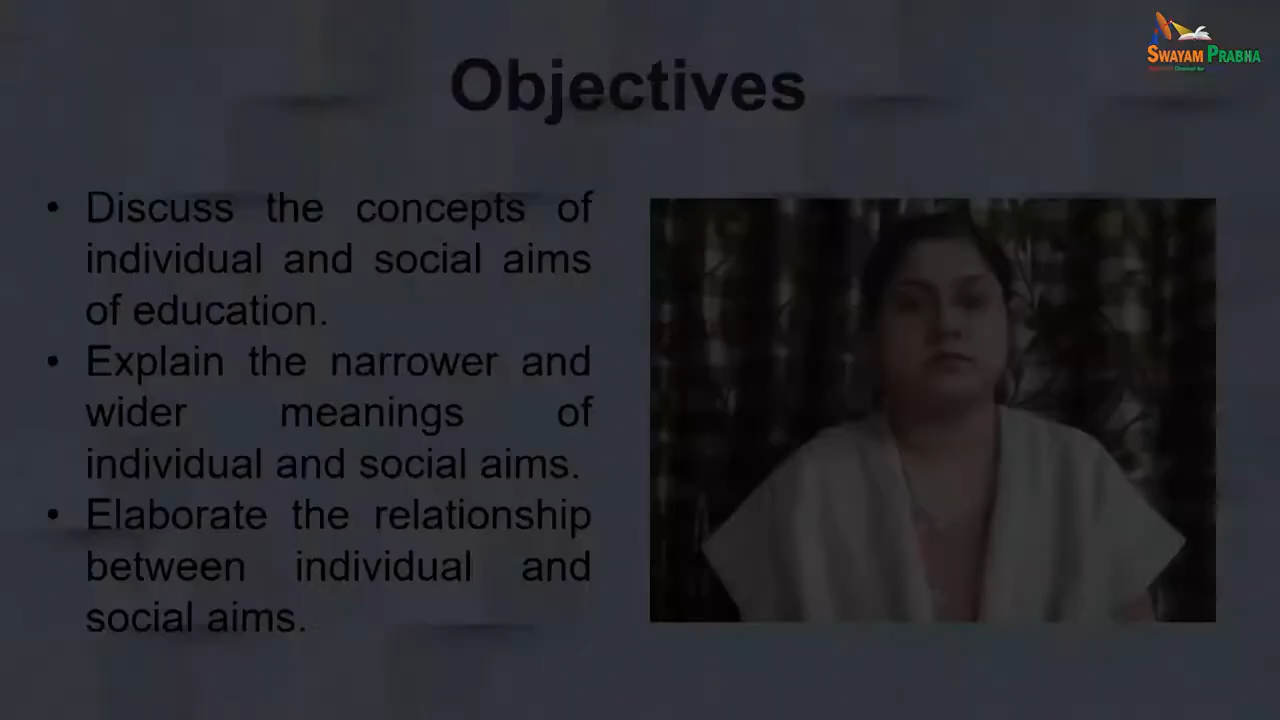 SWAYAM PRABHA
Objectives
• Discuss the concepts of
individual and social aims
of education.
• Explain the narrower and
wider meanings of
individual and social aims.
• Elaborate the relationship
between individual and
social aims.